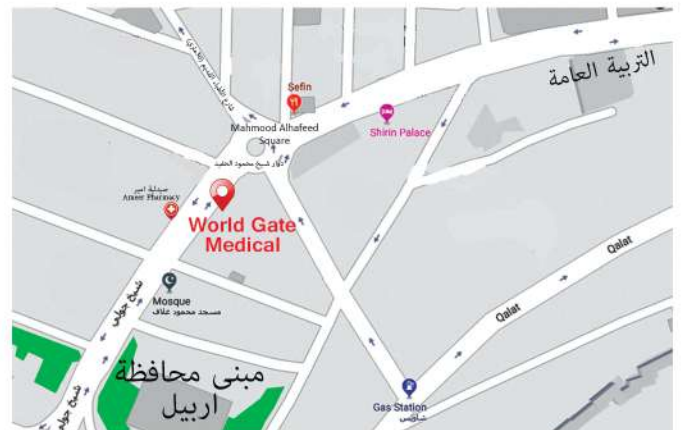 التربية العامة
Sefin
Mahmood Alhafeed
Square
دوار شيخ محمود الحفيد
Shirin Palace
صيدلية امير
Ameer Pharmacy
World Gate
Medical
Qalat
Qalat
Mosque
مسجد محمود علاف
شيخ جولي
شيخ جولي
مبنى محافظة
اربيل
Gas Station